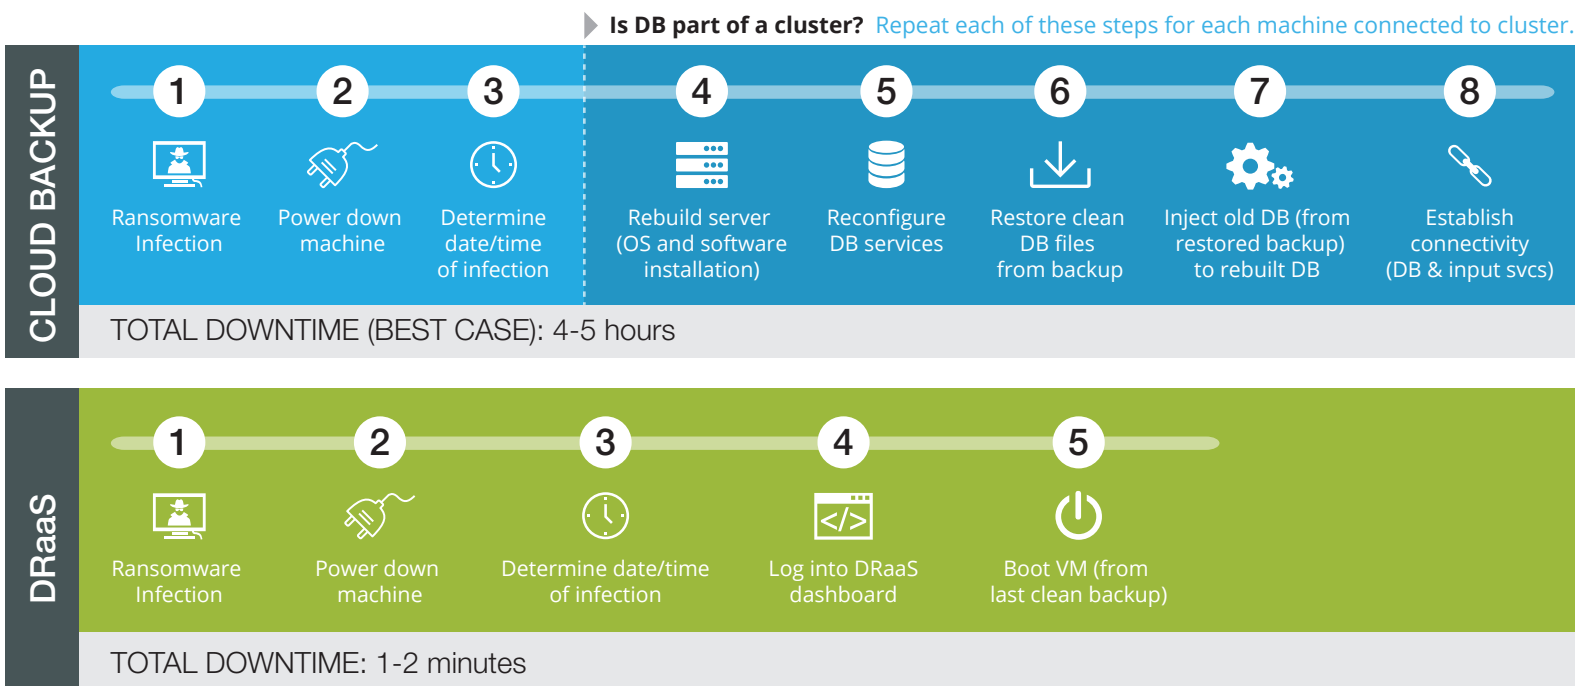 Is DB part of a cluster? Repeat each of these steps for each machine connected to cluster.
CLOUD BACKUP
1
2
3
4
5
6
7
8
Ransomware
Infection
Power down
machine
Determine
date/time
of infection
Rebuild server
(OS and software
installation)
Reconfigure
DB services
Restore clean
DB files
from backup
Inject old DB (from
restored backup)
to rebuilt DB
Establish
connectivity
(DB & input svcs)
TOTAL DOWNTIME (BEST CASE): 4-5 hours
DRaaS
1
2
3
4
5
</>
Ransomware
Infection
Power down
machine
Determine date/time
of infection
Log into DRaaS
dashboard
Boot VM (from
last clean backup)
TOTAL DOWNTIME: 1-2 minutes